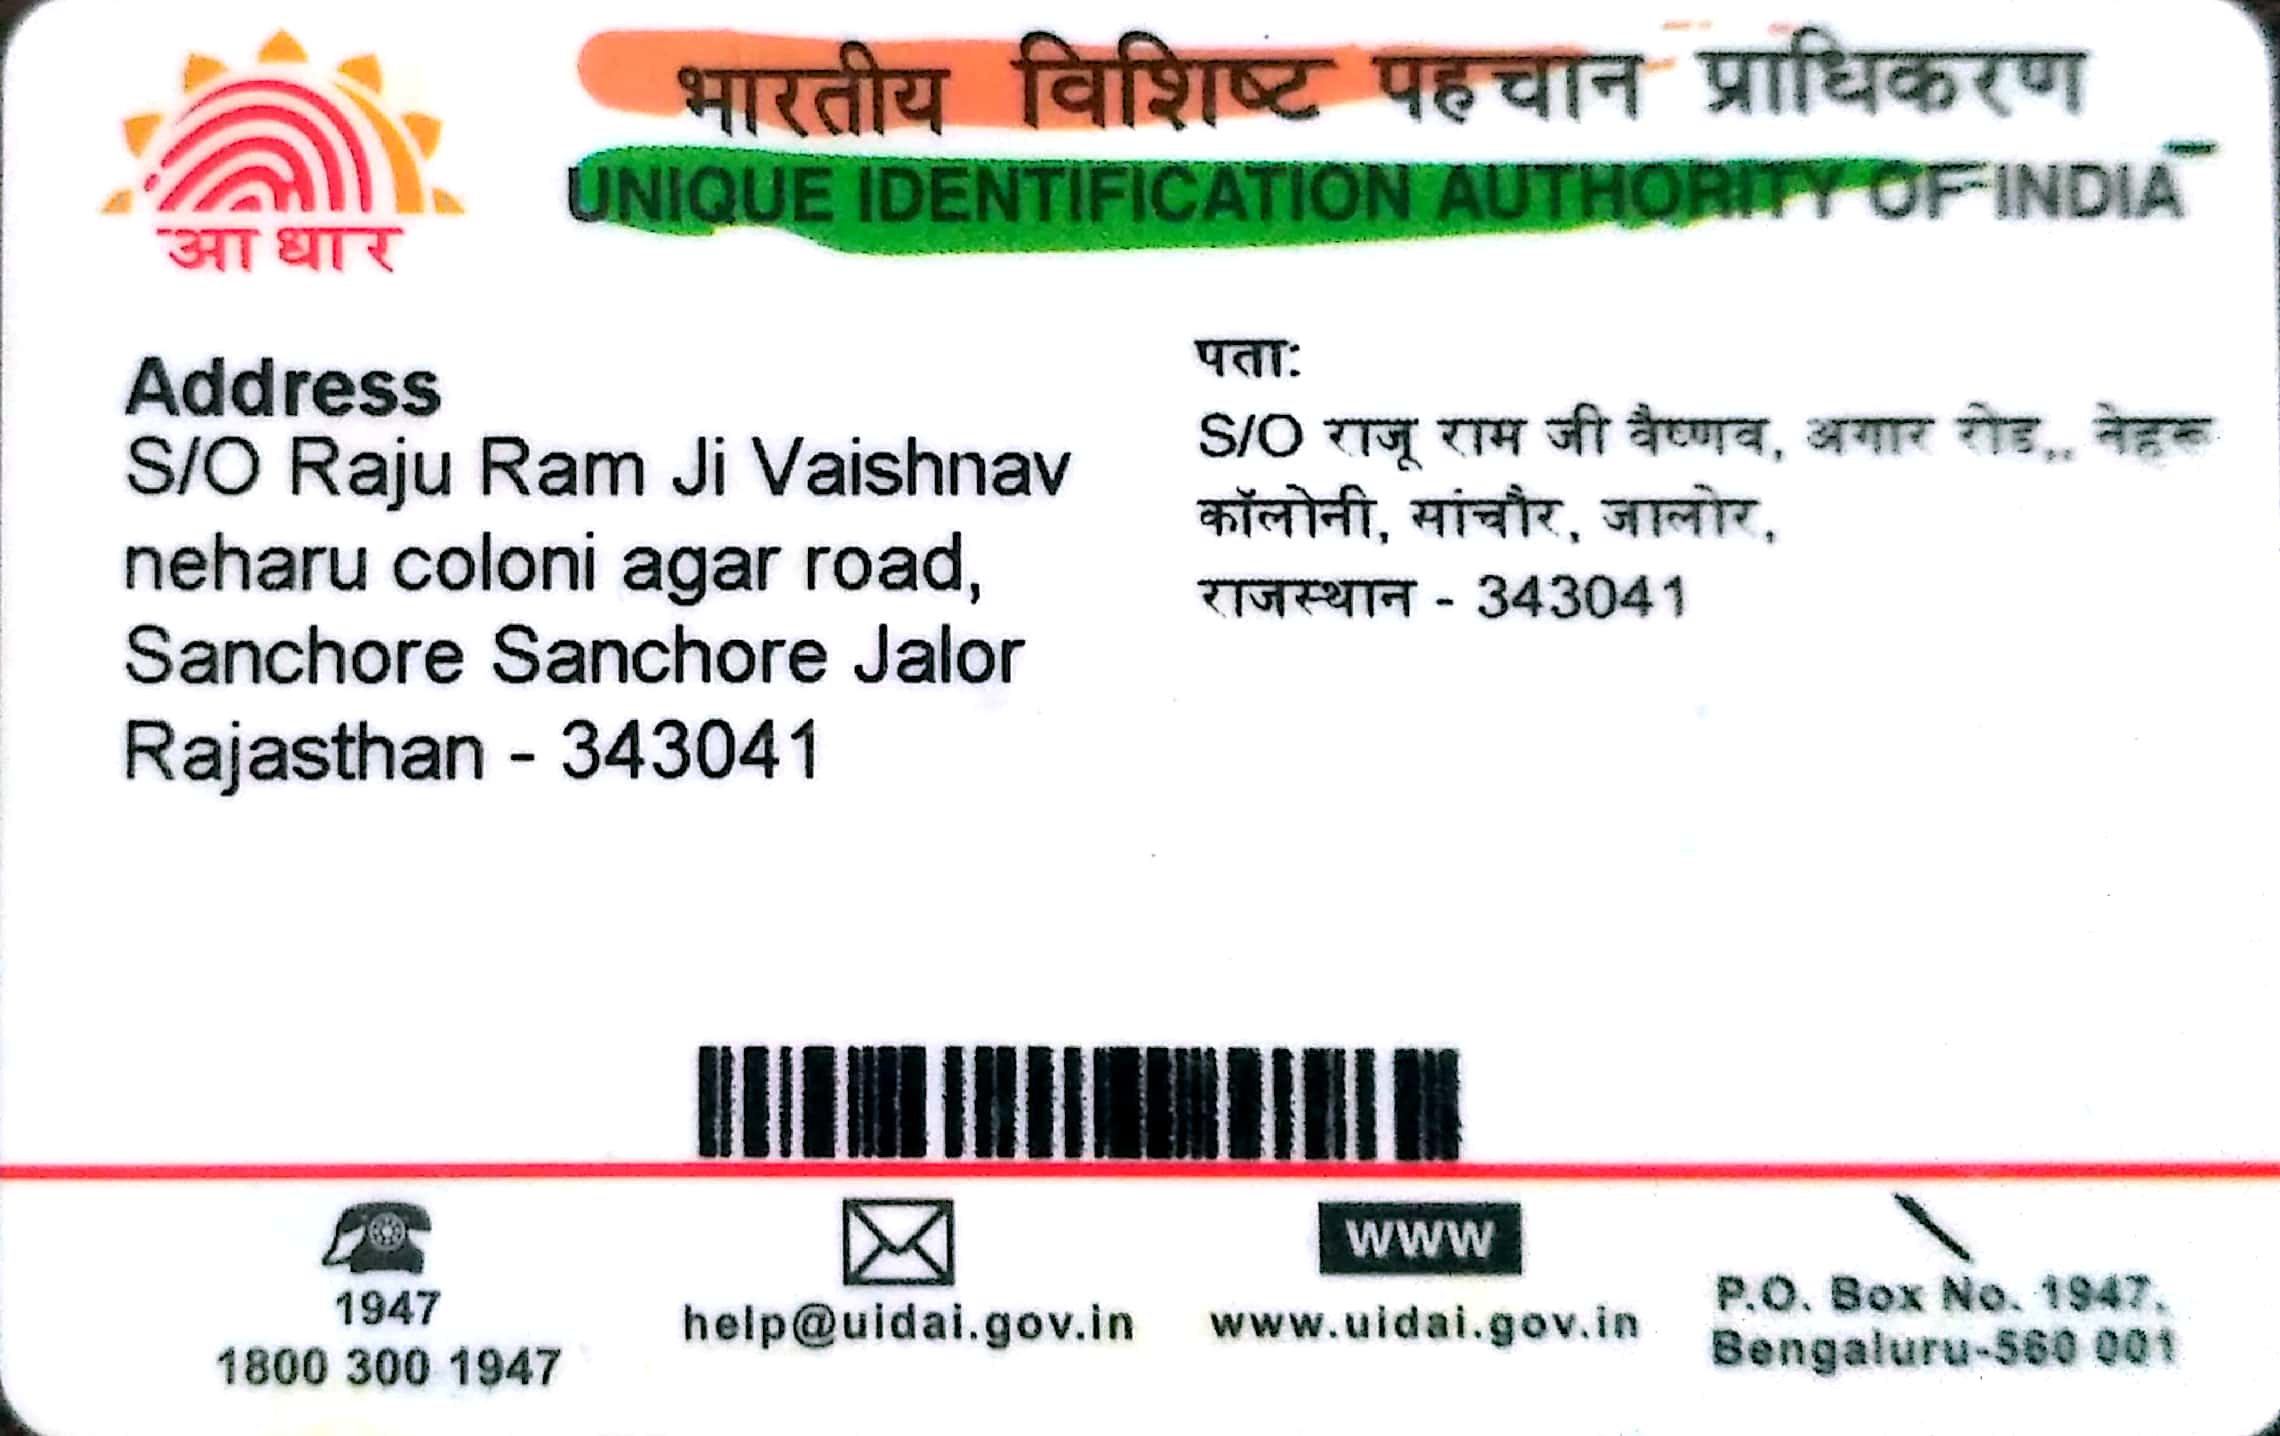 भारतीय विशिष्ट पहचान प्राधिकरण
UNIQUE IDENTIFICATION AUTHORITY OF INDIA
आधार
Address
S/O Raju Ram Ji Vaishnav
neharu coloni agar road,
Sanchore Sanchore Jalor
Rajasthan - 343041
पता:
S/O राजू राम जी वैष्णव, अगार रोड,, नेहरू
कॉलोनी, सांचौर, जालोर,
राजस्थान - 343041
1947
1800 300 1947
help@uidai.gov.in
www
www.uidai.gov.in
P.O. Box No. 1947,
Bengaluru-560 001